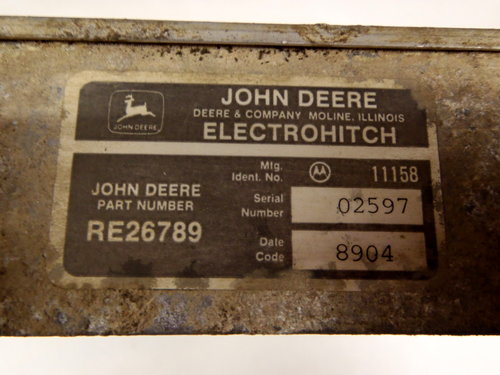 JOHN DEERE
JOHN DEERE
DEERE & COMPANY MOLINE, ILLINOIS
ELECTROHITCH
Mfg.
Ident. No. 11158
JOHN DEERE
PART NUMBER
RE26789
Serial
Number 02597
Date
Code 8904